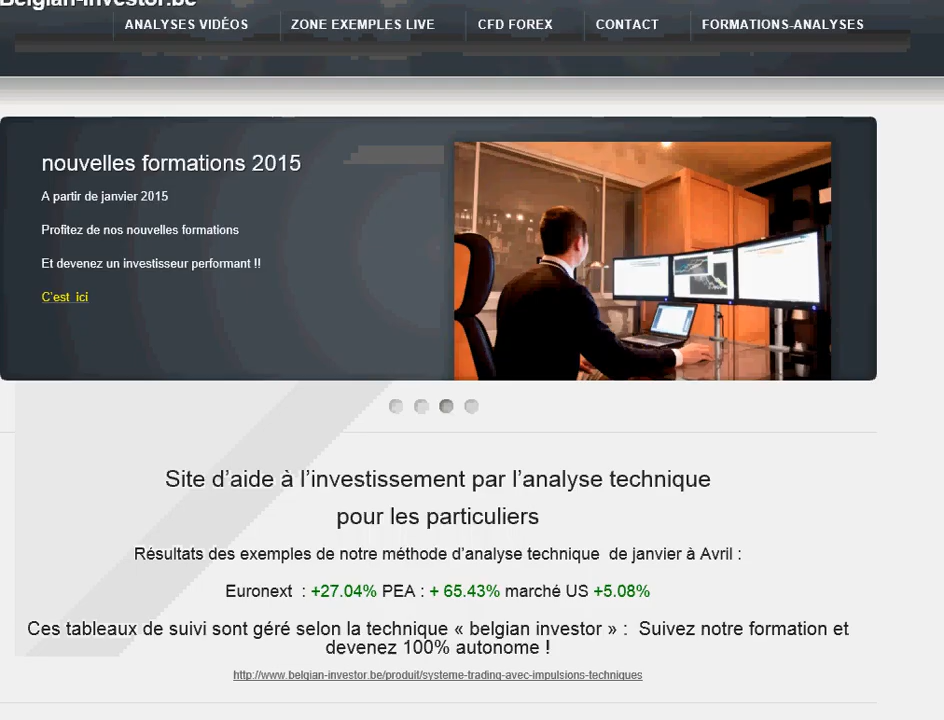 Belgian-investor.be
ANALYSES VIDÉOS ZONE EXEMPLES LIVE CFD FOREX CONTACT FORMATIONS-ANALYSES
nouvelles formations 2015
A partir de janvier 2015
Profitez de nos nouvelles formations
Et devenez un investisseur performant !!
C'est ici
Site d'aide à l'investissement par l'analyse technique
pour les particuliers
Résultats des exemples de notre méthode d'analyse technique de janvier à Avril :
Euronext : +27.04% PEA : + 65.43% marché US +5.08%
Ces tableaux de suivi sont géré selon la technique « belgian investor » : Suivez notre formation et
devenez 100% autonome !
http://www.belgian-investor.be/produit/systeme-trading-avec-impulsions-techniques